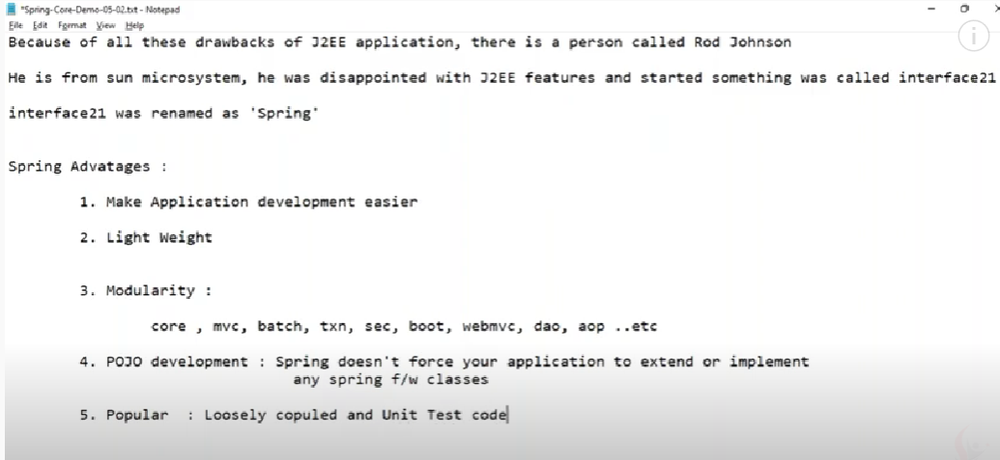 *Spring-Core-Demo-05-02.txt - Notepad
File Edit Format View Help
Because of all these drawbacks of J2EE application, there is a person called Rod Johnson
He is from sun microsystem, he was disappointed with J2EE features and started something was called interface21
interface21 was renamed as 'Spring'
Spring Advatages :
1. Make Application development easier
2. Light Weight
3. Modularity :
core , mvc, batch, txn, sec, boot, webmvc, dao, aop ..etc
4. POJO development : Spring doesn't force your application to extend or implement
any spring f/w classes
5. Popular : Loosely copuled and Unit Test code